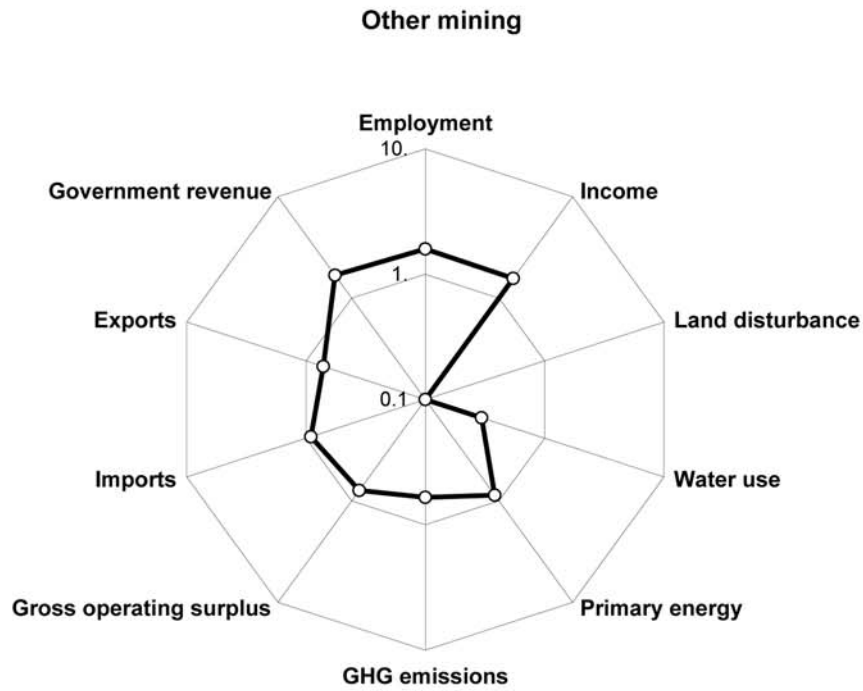 Other mining
Employment
10.
Government revenue
Income
1.
Exports
Land disturbance
0.1
Imports
Water use
Gross operating surplus
Primary energy
GHG emissions